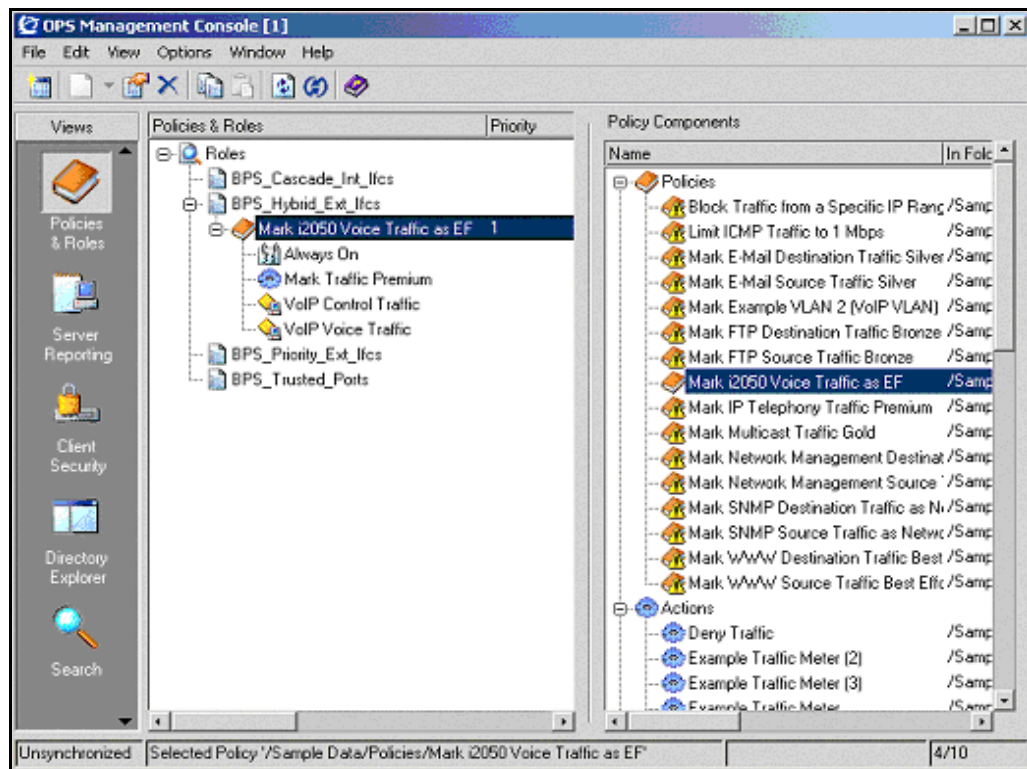 OPS Management Console [1]
File Edit View Options Window Help
Views
Policies & Roles
Server Reporting
Client Security
Directory Explorer
Search
Policies & Roles Priority
Roles
BPS_Cascade_Int_Ifcs
BPS_Hybrid_Ext_Ifcs
Mark i2050 Voice Traffic as EF 1
Always On
Mark Traffic Premium
VoIP Control Traffic
VoIP Voice Traffic
BPS_Priority_Ext_Ifcs
BPS_Trusted_Ports
Policy Components
Name In Folc
Policies
Block Traffic from a Specific IP Rang /Samp
Limit ICMP Traffic to 1 Mbps /Samp
Mark E-Mail Destination Traffic Silver /Samp
Mark E-Mail Source Traffic Silver /Samp
Mark Example VLAN 2 (VoIP VLAN) /Samp
Mark FTP Destination Traffic Bronze /Samp
Mark FTP Source Traffic Bronze /Samp
Mark i2050 Voice Traffic as EF /Samp
Mark IP Telephony Traffic Premium /Samp
Mark Multicast Traffic Gold /Samp
Mark Network Management Destinat /Samp
Mark Network Management Source /Samp
Mark SNMP Destination Traffic as N /Samp
Mark SNMP Source Traffic as Netwo /Samp
Mark WWW Destination Traffic Best /Samp
Mark WWW Source Traffic Best Effo /Samp
Actions
Deny Traffic /Samp
Example Traffic Meter (2) /Samp
Example Traffic Meter (3) /Samp
Example Traffic Meter /Samp
Unsynchronized Selected Policy '/Sample Data/Policies/Mark i2050 Voice Traffic as EF' 4/10